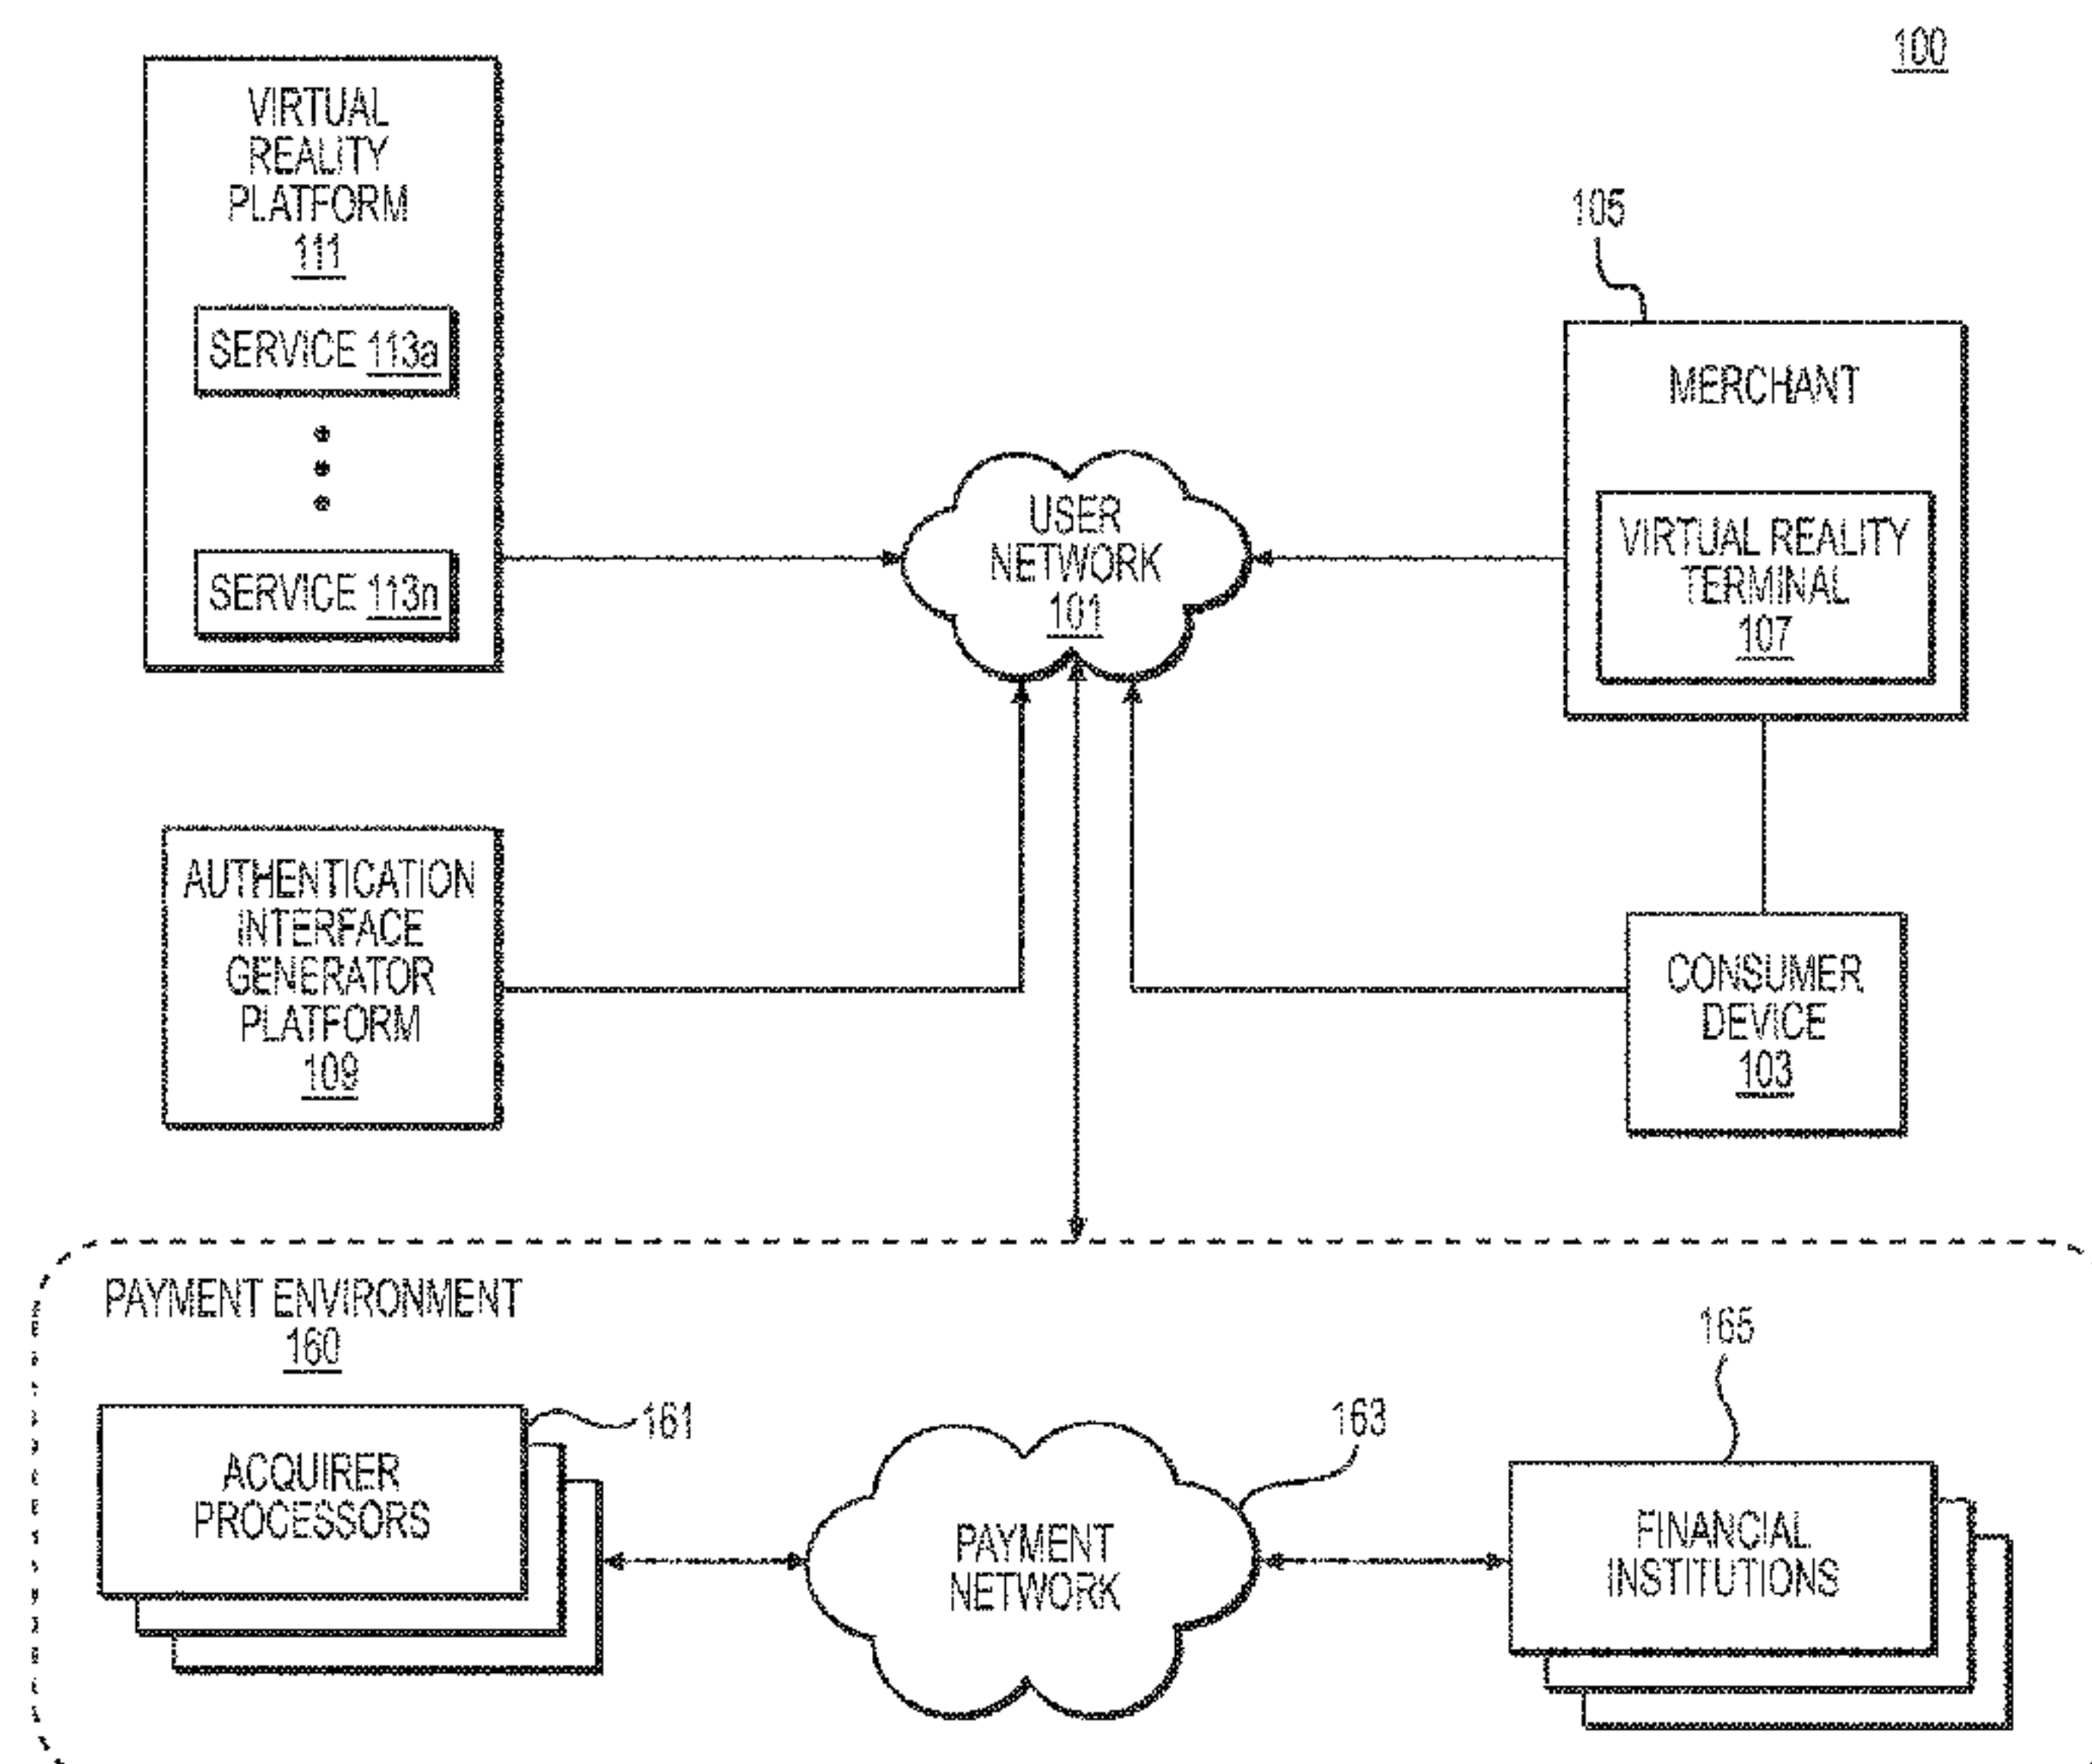 100
VIRTUAL
REALITY
PLATFORM
111
SERVICE 113a
SERVICE 113n
105
MERCHANT
VIRTUAL REALITY
TERMINAL
107
USER
NETWORK
101
AUTHENTICATION
INTERFACE
GENERATOR
PLATFORM
109
CONSUMER
DEVICE
103
PAYMENT ENVIRONMENT
160
161
ACQUIRER
PROCESSORS
163
PAYMENT
NETWORK
165
FINANCIAL
INSTITUTIONS